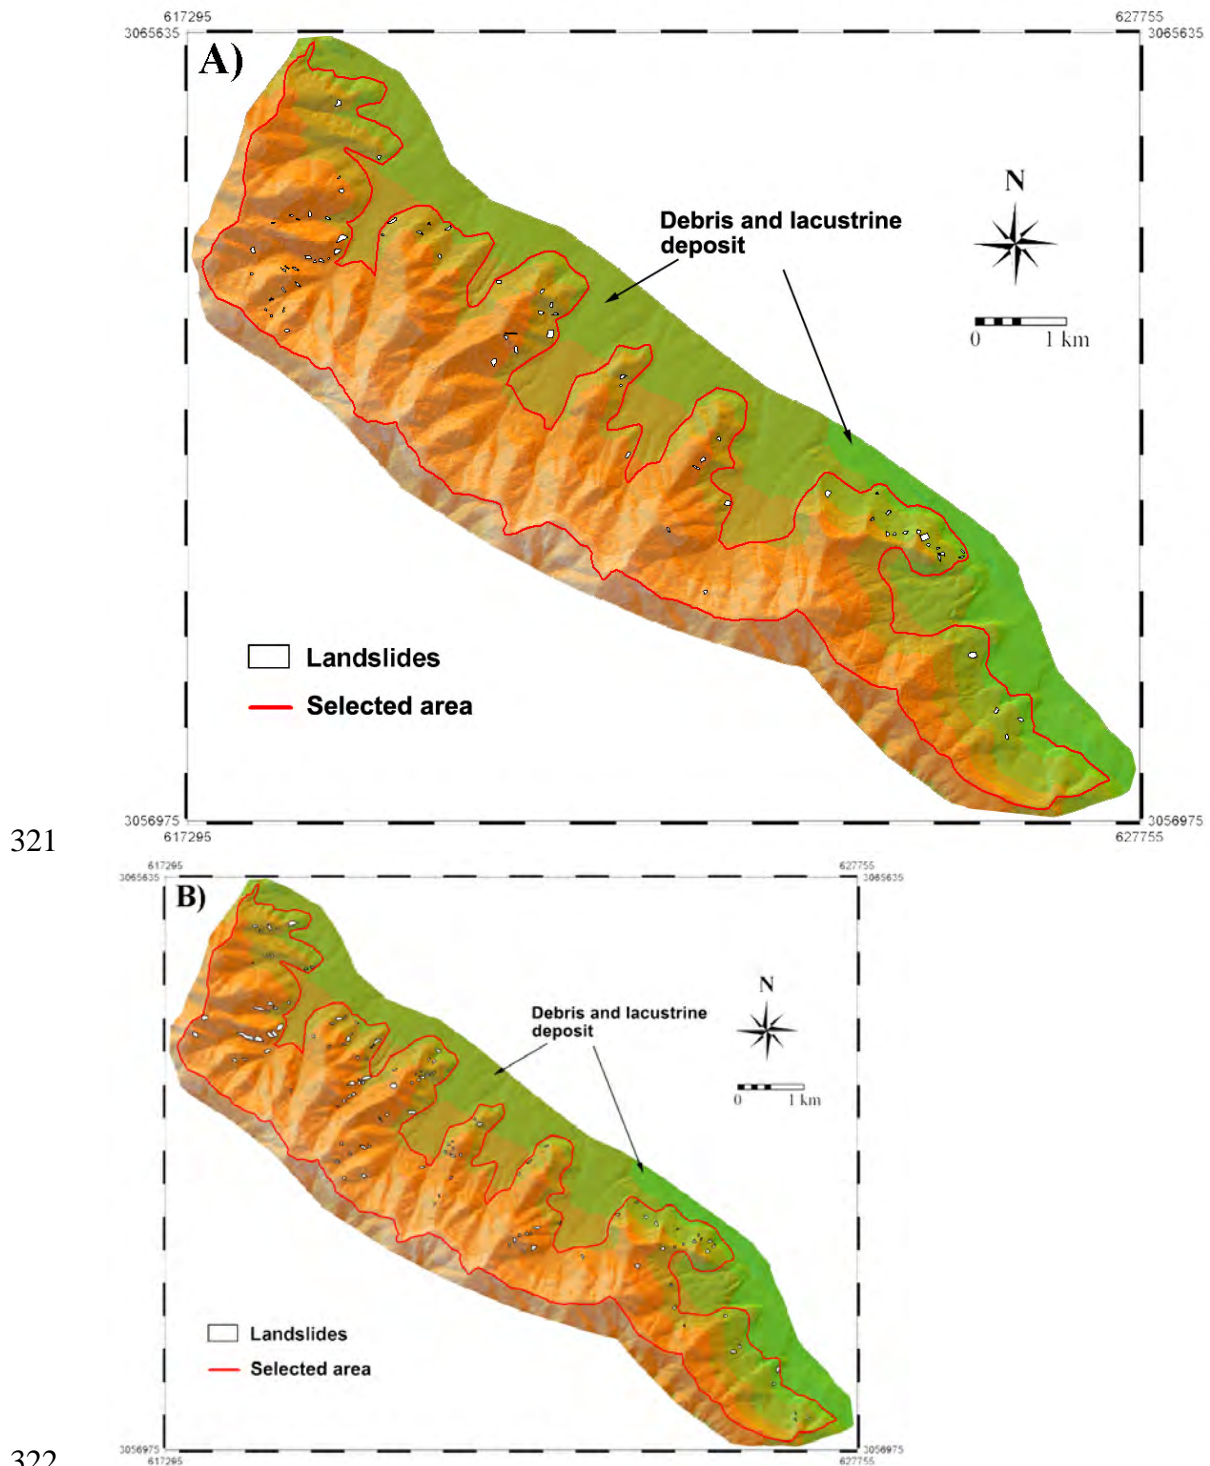 617295
627755
3065635
3065635
A)
N
Debris and lacustrine
deposit
0
1 km
Landslides
Selected area
3056975
3056975
617295
627755
321
617295
627755
3065635
3065635
B)
N
Debris and lacustrine
deposit
0
1 km
Landslides
Selected area
3056975
3056975
617295
627755
322